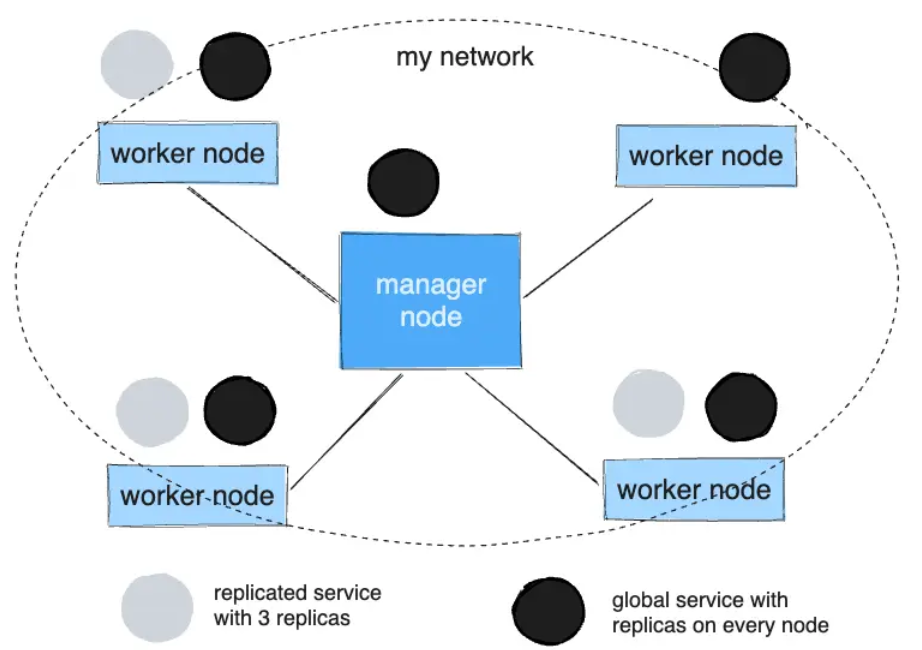 my network
worker node
worker node
manager
node
worker node
worker node
replicated service
with 3 replicas
global service with
replicas on every node